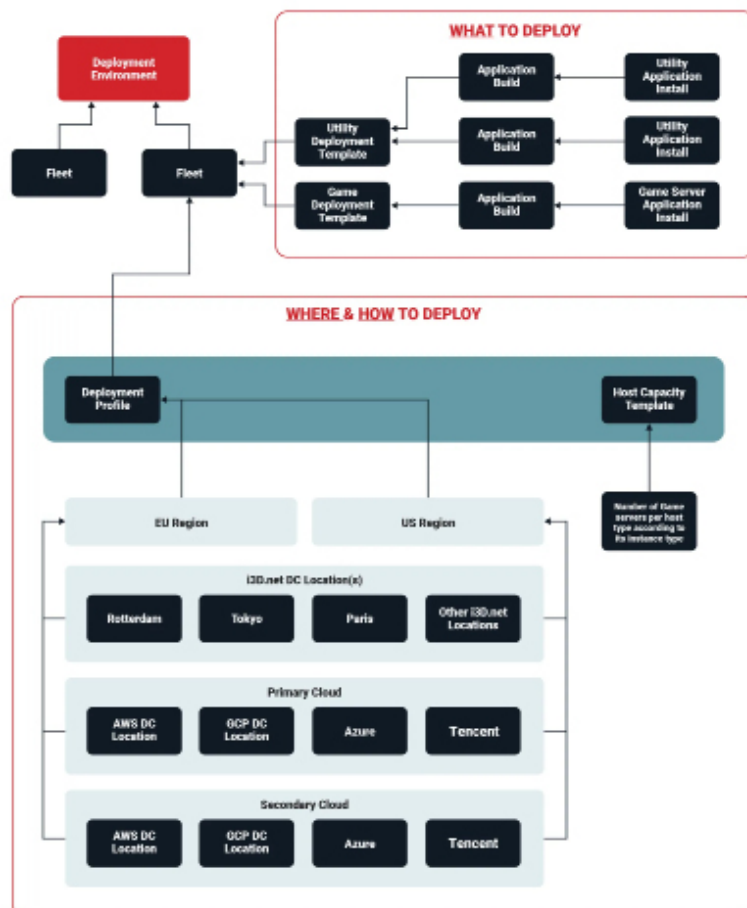 WHAT TO DEPLOY
Deployment
Environment
Application
Build
Utility
Application
Install
Utility
Deployment
Template
Application
Build
Utility
Application
Install
Fleet
Fleet
Game
Deployment
Template
Application
Build
Game Server
Application
Install
WHERE & HOW TO DEPLOY
Deployment
Profile
Host Capacity
Template
EU Region
US Region
Number of Game
servers per host
type according to
its instance type
i3D.net DC Location(s)
Rotterdam
Tokyo
Paris
Other i3D.net
Locations
Primary Cloud
AWS DC
Location
GCP DC
Location
Azure
Tencent
Secondary Cloud
AWS DC
Location
GCP DC
Location
Azure
Tencent